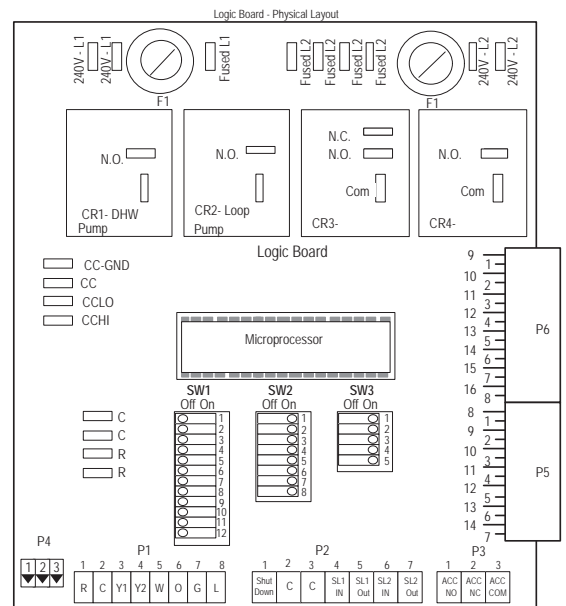 Logic Board - Physical Layout
240V - L1
240V - L1
Fused L1
Fused L2
Fused L2
Fused L2
Fused L2
240V - L2
240V - L2
F1
F1
N.O.
CR1- DHW
Pump
N.O.
CR2- Loop
Pump
N.C.
N.O.
Com
CR3-
N.O.
Com
CR4-
Logic Board
CC-GND
CC
CCLO
CCHI
Microprocessor
9
1
10
2
11
3
12
4
13
5
14
6
15
7
16
8
P6
8
1
9
2
10
3
11
4
12
5
13
6
14
7
P5
C
C
R
R
SW1
Off On
1
2
3
4
5
6
7
8
9
10
11
12
SW2
Off On
1
2
3
4
5
6
7
8
SW3
Off On
1
2
3
4
5
P4
1 2 3
P1
1 2 3 4 5 6 7 8
R C Y1 Y2 W O G L
P2
1 2 3 4 5 6 7
Shut Down C C SL1 IN SL1 Out SL2 IN SL2 Out
P3
1 2 3
ACC NO ACC NC ACC COM